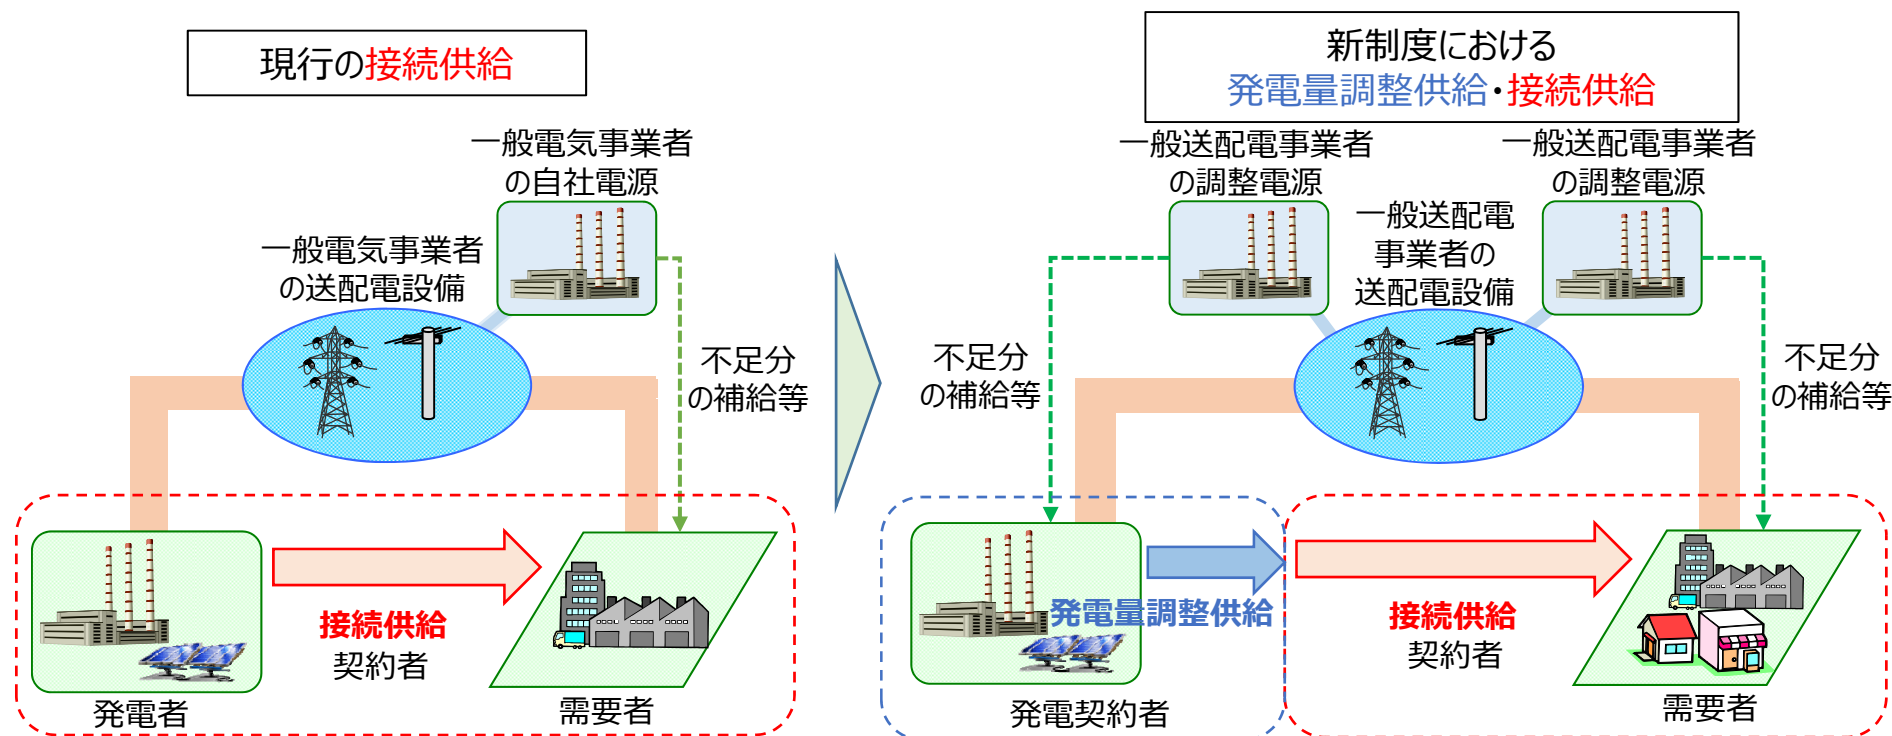 現行の接続供給
一般電気事業者
の自社電源
一般電気事業者
の送配電設備
不足分
の補給等
接続供給
契約者
発電者
需要者
新制度における
発電量調整供給・接続供給
一般送配電事業者
の調整電源
一般送配電事業者
の調整電源
一般送配電
事業者の
送配電設備
不足分
の補給等
不足分
の補給等
発電量調整供給
接続供給
契約者
発電契約者
需要者